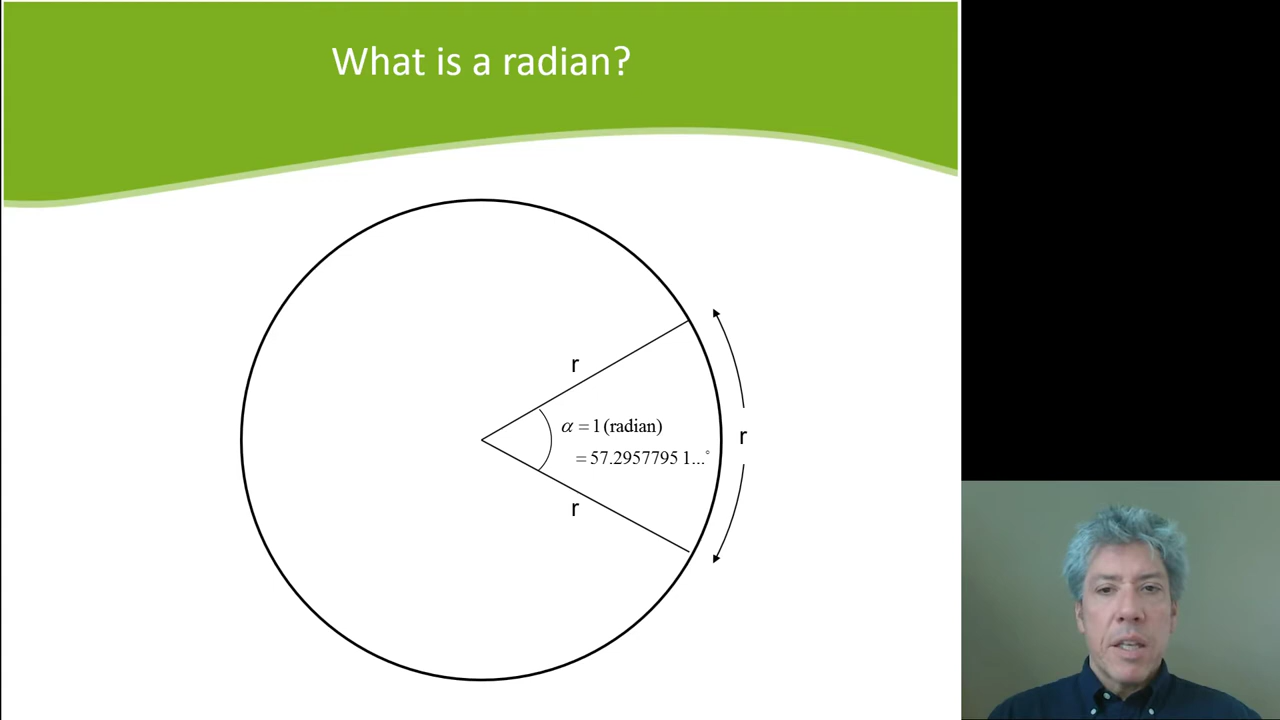 What is a radian?
r
α = 1 (radian)
= 57.2957795 1...°
r
r